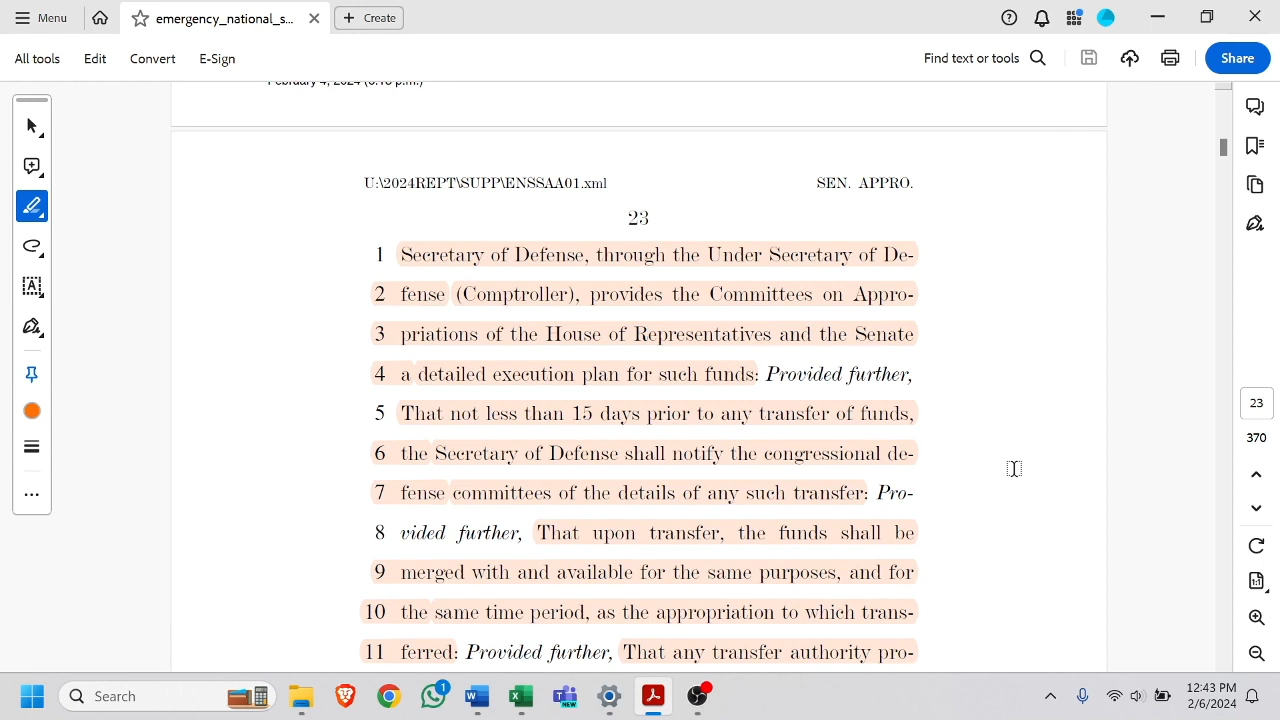 Menu
emergency_national_s...
Create
All tools
Edit
Convert
E-Sign
Find text or tools
Share
U:\2024REPT\SUPP\ENSSAA01.xml
SEN. APPRO.
23
1 Secretary of Defense, through the Under Secretary of De-
2 fense (Comptroller), provides the Committees on Appro-
3 priations of the House of Representatives and the Senate
4 a detailed execution plan for such funds: Provided further,
5 That not less than 15 days prior to any transfer of funds,
6 the Secretary of Defense shall notify the congressional de-
7 fense committees of the details of any such transfer: Pro-
8 vided further, That upon transfer, the funds shall be
9 merged with and available for the same purposes, and for
10 the same time period, as the appropriation to which trans-
11 ferred: Provided further, That any transfer authority pro-
23
370
Search
1
NEW
12:43 PM
2/6/2024